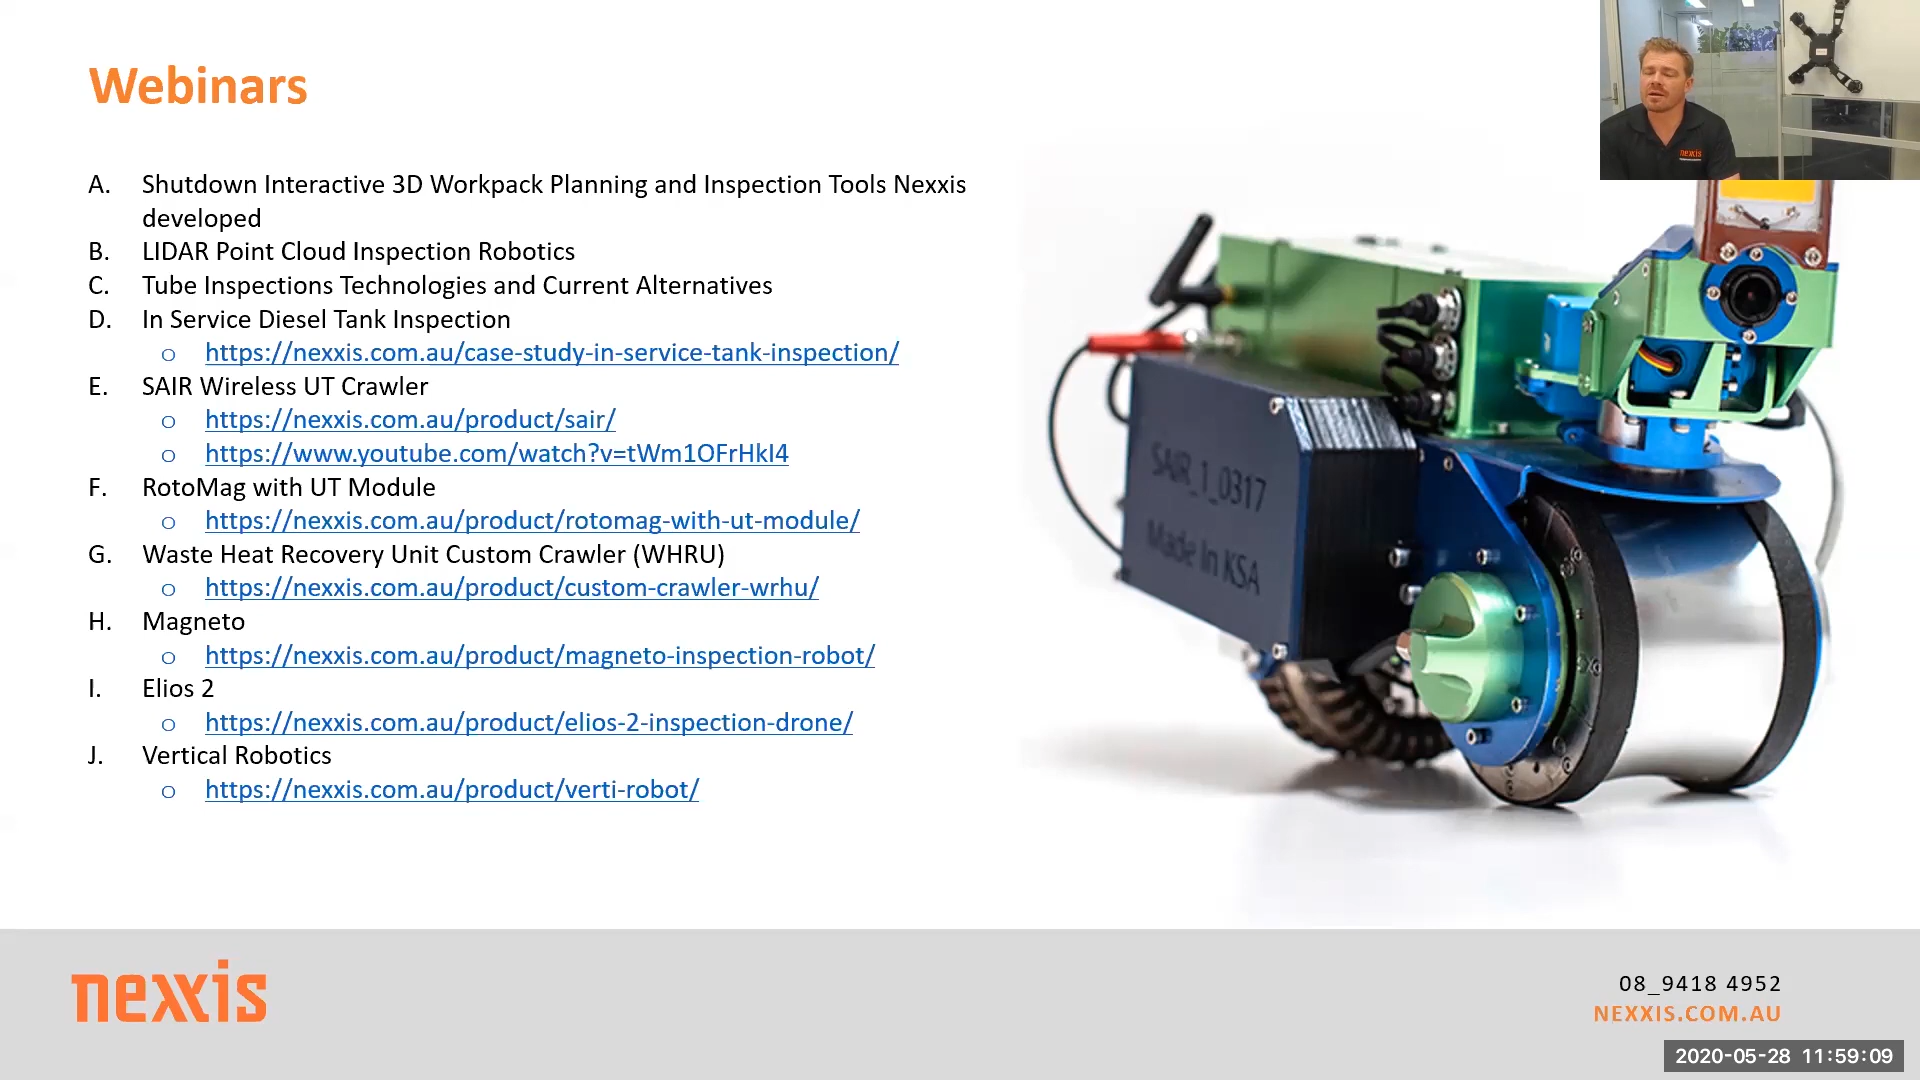 Webinars
A. Shutdown Interactive 3D Workpack Planning and Inspection Tools Nexxis
developed
B. LIDAR Point Cloud Inspection Robotics
C. Tube Inspections Technologies and Current Alternatives
D. In Service Diesel Tank Inspection
o https://nexxis.com.au/case-study-in-service-tank-inspection/
E. SAIR Wireless UT Crawler
o https://nexxis.com.au/product/sair/
o https://www.youtube.com/watch?v=tWm1OFrHkI4
F. RotoMag with UT Module
o https://nexxis.com.au/product/rotomag-with-ut-module/
G. Waste Heat Recovery Unit Custom Crawler (WHRU)
o https://nexxis.com.au/product/custom-crawler-wrhu/
H. Magneto
o https://nexxis.com.au/product/magneto-inspection-robot/
I. Elios 2
o https://nexxis.com.au/product/elios-2-inspection-drone/
J. Vertical Robotics
o https://nexxis.com.au/product/verti-robot/
nexxis
SAIR_1_0317
Made In KSA
nexxis
08_9418 4952
NEXXIS.COM.AU
2020-05-28 11:59:09